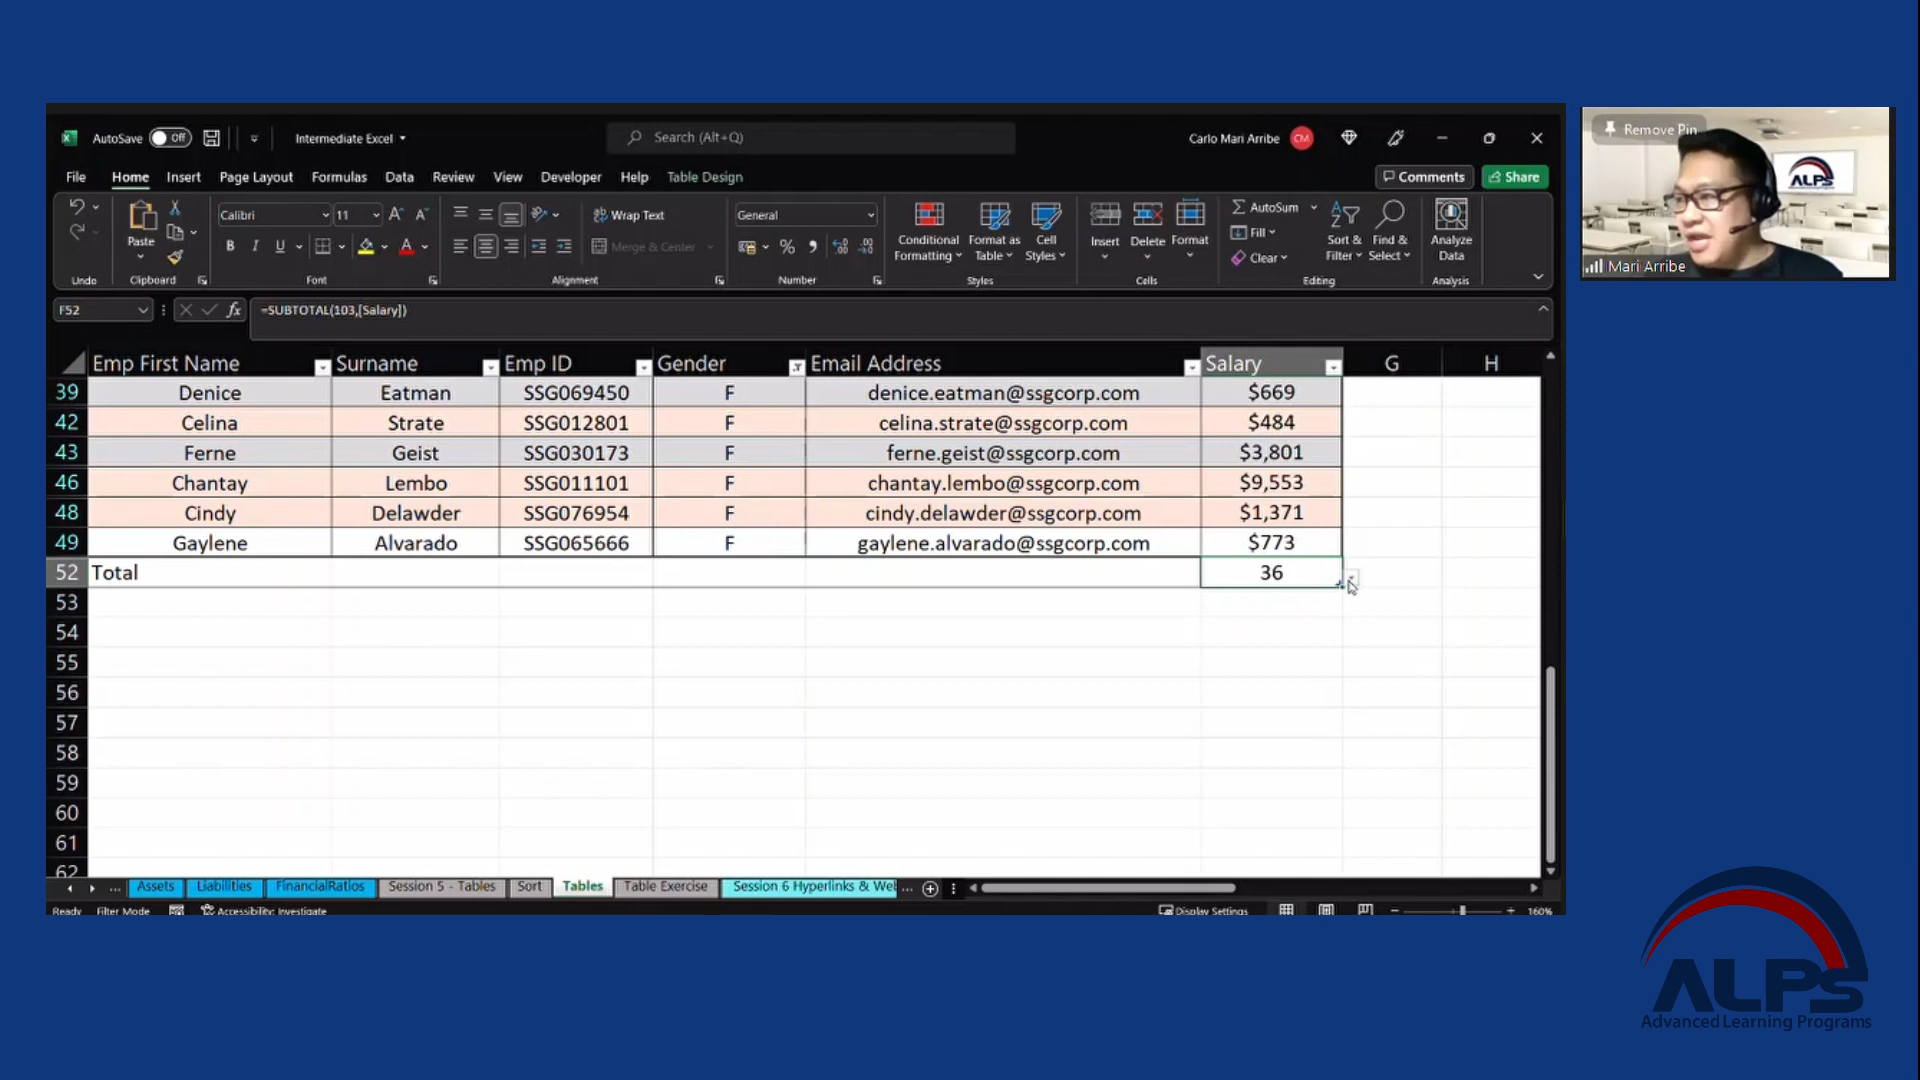 AutoSave Off Intermediate Excel Search (Alt+Q) Carlo Mari Arribe CM
File Home Insert Page Layout Formulas Data Review View Developer Help Table Design Comments Share
Calibri 11 Wrap Text General AutoSum
Paste Merge & Center Conditional Formatting Format as Table Cell Styles Insert Delete Format Fill Clear Sort & Filter Find & Select Analyze Data
Undo Clipboard Font Alignment Number Styles Cells Editing Analysis
F52 =SUBTOTAL(103,[Salary])
Emp First Name Surname Emp ID Gender Email Address Salary G H
39 Denice Eatman SSG069450 F denice.eatman@ssgcorp.com $669
42 Celina Strate SSG012801 F celina.strate@ssgcorp.com $484
43 Ferne Geist SSG030173 F ferne.geist@ssgcorp.com $3,801
46 Chantay Lembo SSG011101 F chantay.lembo@ssgcorp.com $9,553
48 Cindy Delawder SSG076954 F cindy.delawder@ssgcorp.com $1,371
49 Gaylene Alvarado SSG065666 F gaylene.alvarado@ssgcorp.com $773
52 Total 36
53
54
55
56
57
58
59
60
61
62
... Assets Liabilities FinancialRatios Session 5 - Tables Sort Tables Table Exercise Session 6 Hyperlinks & Wel ...
Ready Filter Mode Accessibility: Investigate Display Settings 160%
Remove Pin
ALPs
Mari Arribe
ALPs
Advanced Learning Programs